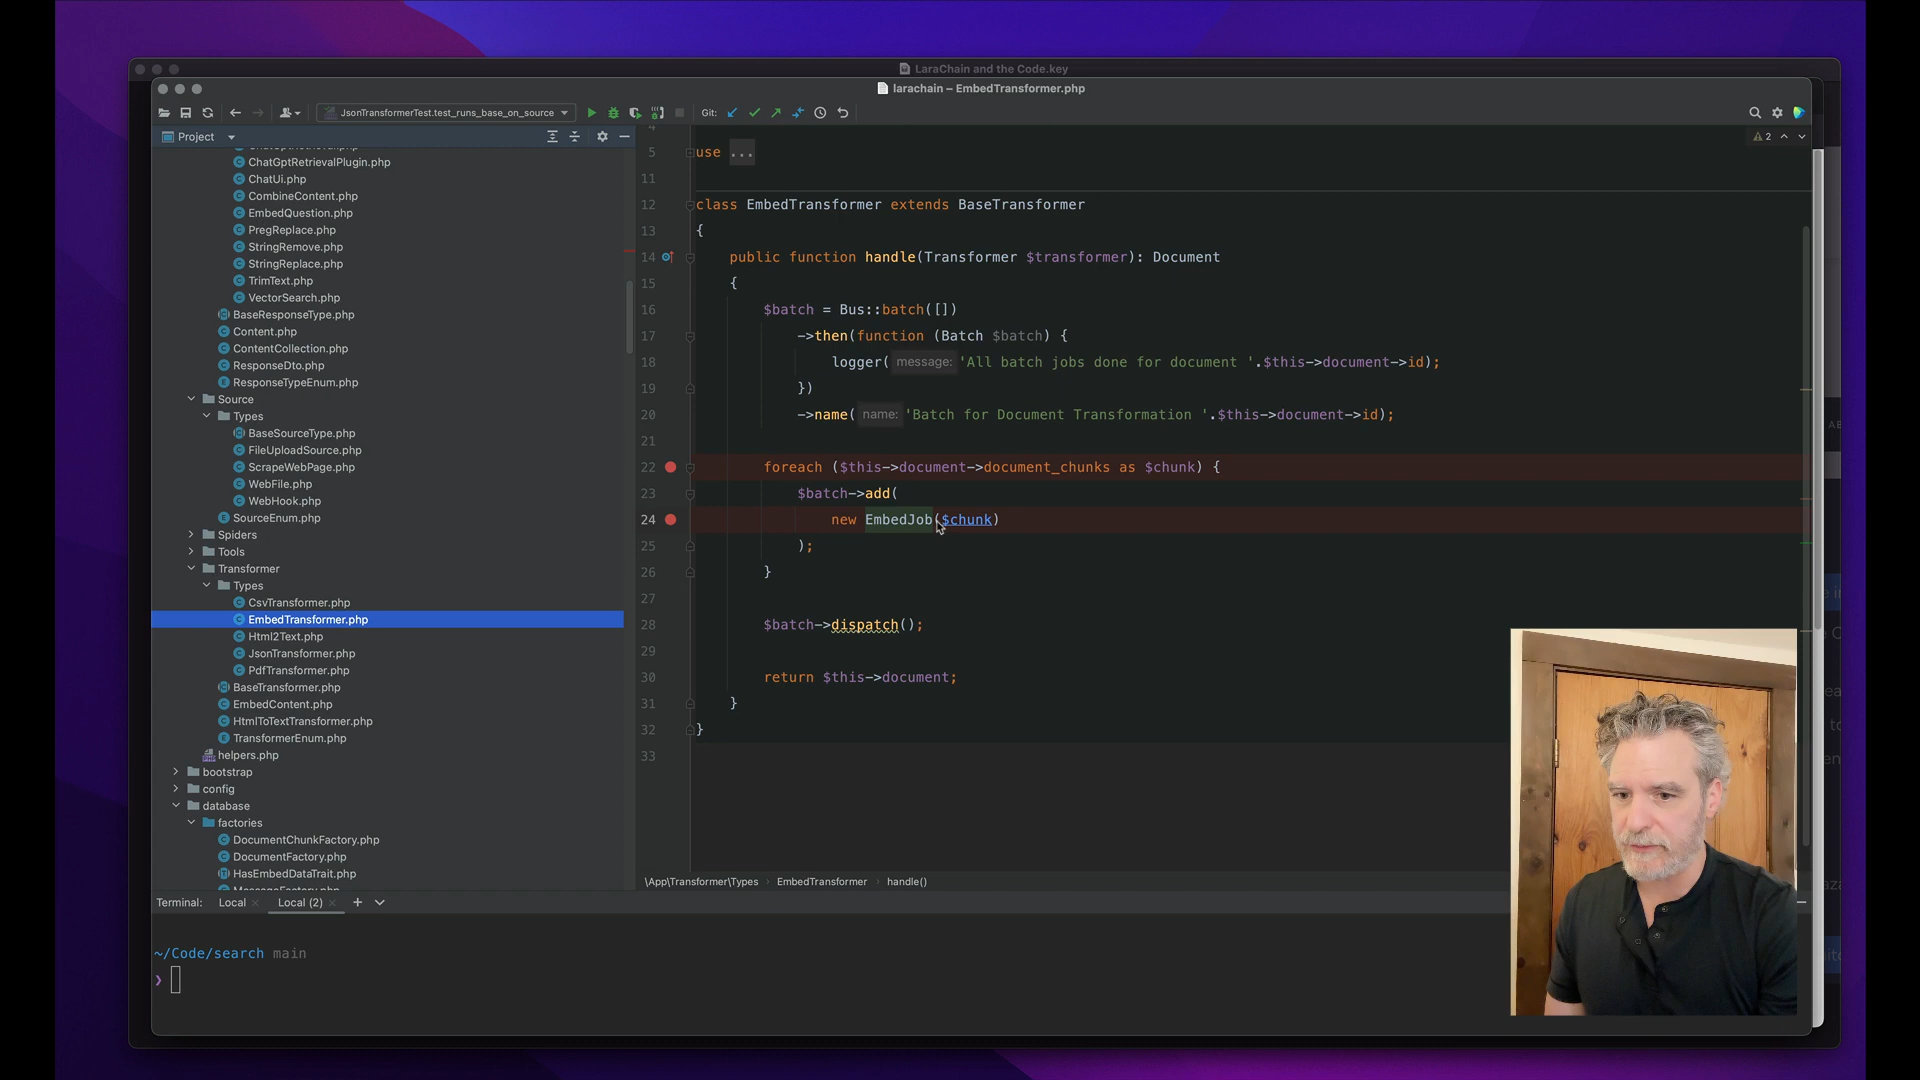 LaraChain and the Code.key
larachain – EmbedTransformer.php
JsonTransformerTest.test_runs_base_on_source
Git:
Project
ChatGptRetrievalPlugin.php
ChatUi.php
CombineContent.php
EmbedQuestion.php
PregReplace.php
StringRemove.php
StringReplace.php
TrimText.php
VectorSearch.php
BaseResponseType.php
Content.php
ContentCollection.php
ResponseDto.php
ResponseTypeEnum.php
Source
Types
BaseSourceType.php
FileUploadSource.php
ScrapeWebPage.php
WebFile.php
WebHook.php
SourceEnum.php
Spiders
Tools
Transformer
Types
CsvTransformer.php
EmbedTransformer.php
Html2Text.php
JsonTransformer.php
PdfTransformer.php
BaseTransformer.php
EmbedContent.php
HtmlToTextTransformer.php
TransformerEnum.php
helpers.php
bootstrap
config
database
factories
DocumentChunkFactory.php
DocumentFactory.php
HasEmbedDataTrait.php
MessageFactory.php
2
4
5 use ...
11
12 class EmbedTransformer extends BaseTransformer
13 {
14 public function handle(Transformer $transformer): Document
15 {
16 $batch = Bus::batch([])
17 ->then(function (Batch $batch) {
18 logger( message: 'All batch jobs done for document '.$this->document->id);
19 })
20 ->name( name: 'Batch for Document Transformation '.$this->document->id);
21
22 foreach ($this->document->document_chunks as $chunk) {
23 $batch->add(
24 new EmbedJob($chunk)
25 );
26 }
27
28 $batch->dispatch();
29
30 return $this->document;
31 }
32 }
33
\App\Transformer\Types › EmbedTransformer › handle()
Terminal: Local × Local (2) × +
~/Code/search main
❯